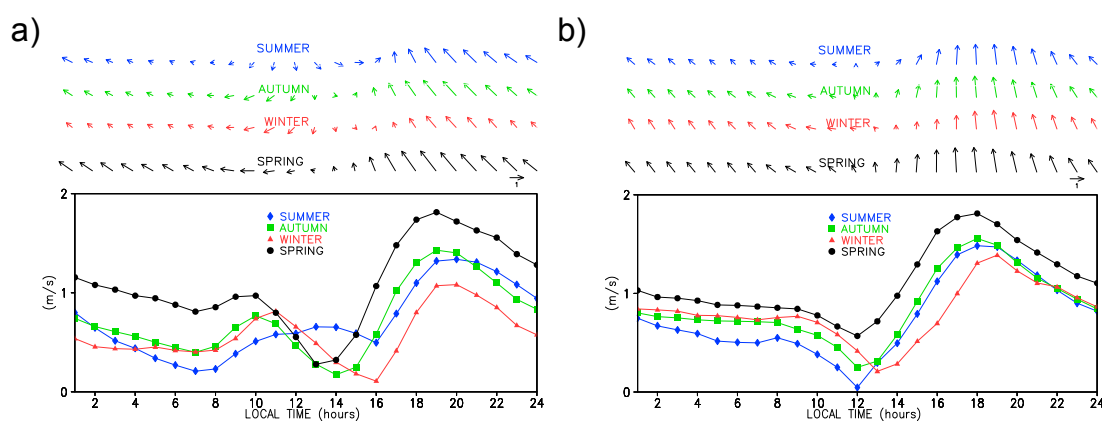 a)
SUMMER
AUTUMN
WINTER
SPRING
1
2
1
0
(m/s)
SUMMER
AUTUMN
WINTER
SPRING
2 4 6 8 10 12 14 16 18 20 22 24
LOCAL TIME (hours)
b)
SUMMER
AUTUMN
WINTER
SPRING
1
2
1
0
(m/s)
SUMMER
AUTUMN
WINTER
SPRING
2 4 6 8 10 12 14 16 18 20 22 24
LOCAL TIME (hours)